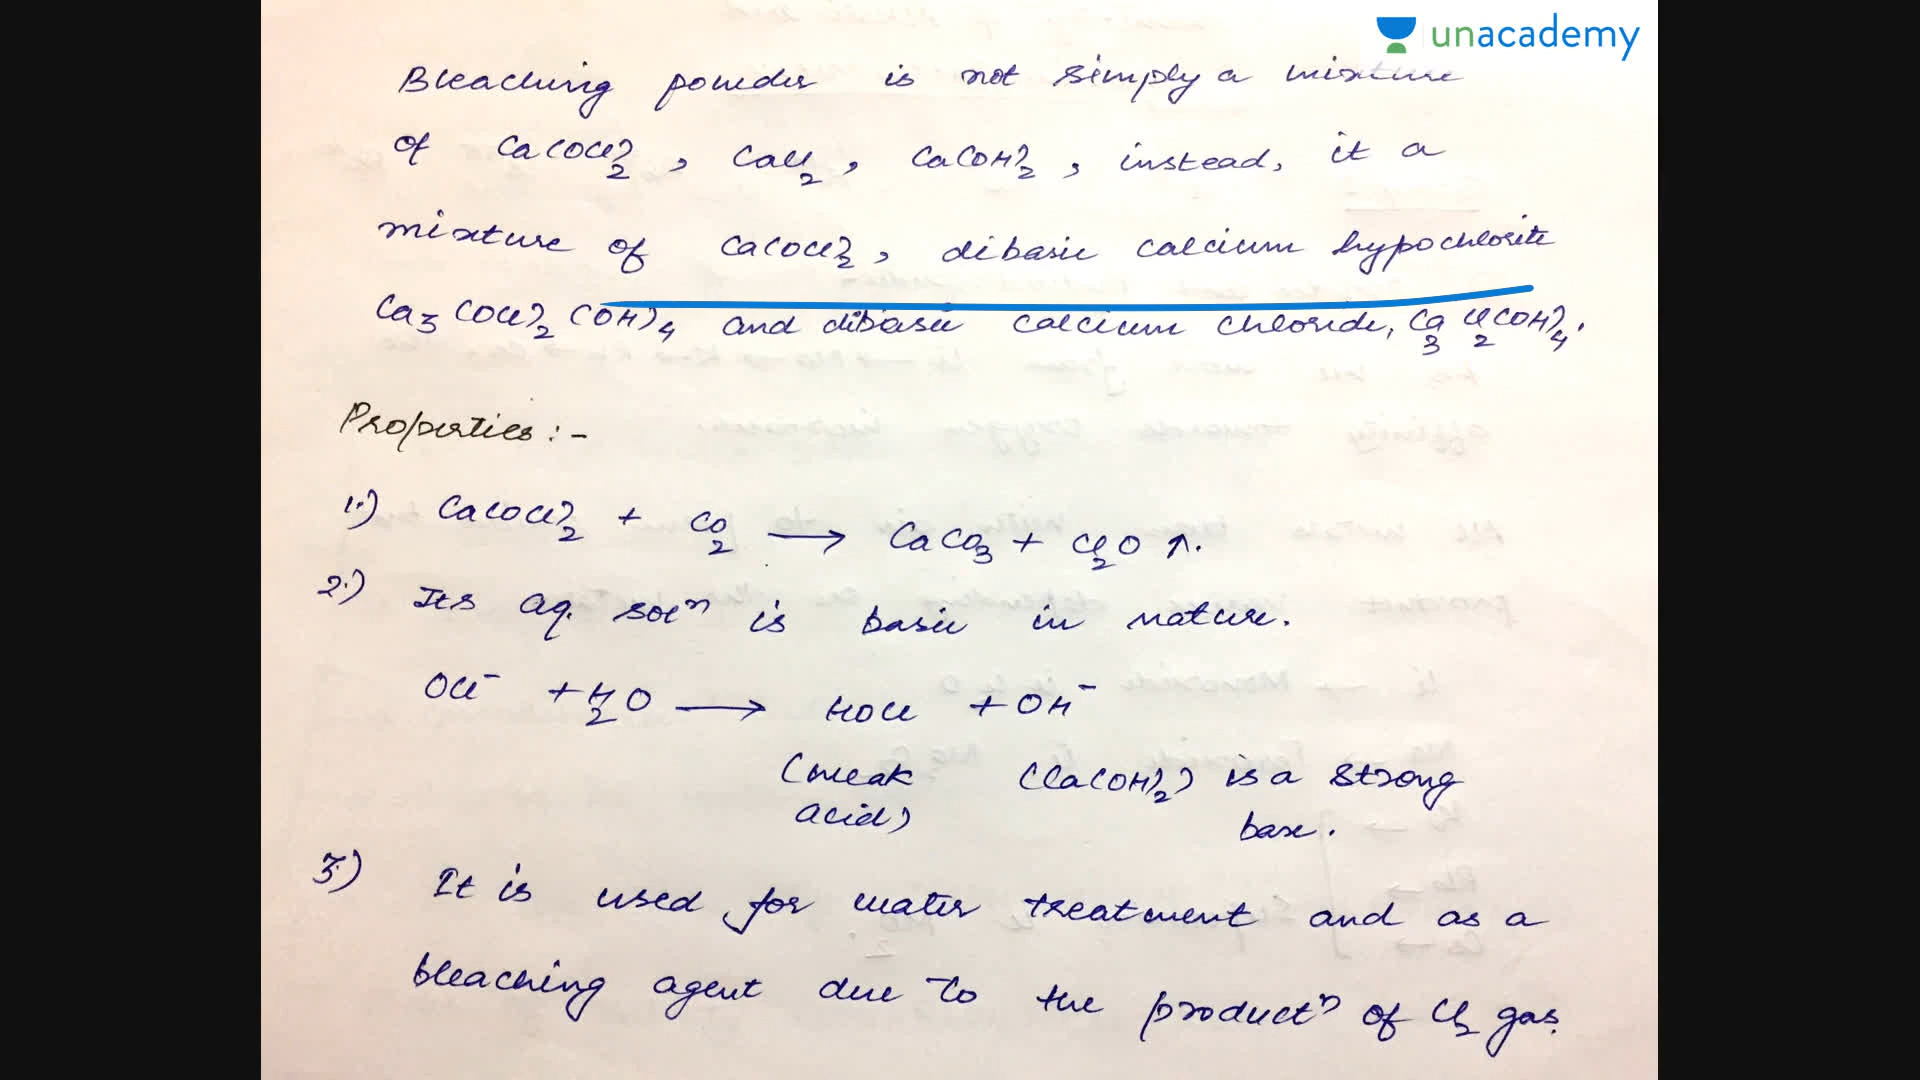 unacademy
Bleaching powder is not simply a mixture
of Ca(OCl)2, CaCl2, Ca(OH)2, instead, it a
mixture of Ca(OCl)2, dibasic calcium hypochlorite
Ca3(OCl)2(OH)4 and dibasic calcium chloride, Ca3Cl2(OH)4.
Properties:-
1.) Ca(OCl)2 + CO2 → CaCO3 + Cl2O ↑.
2.) Its aq. solⁿ is basic in nature.
OCl⁻ + H2O → HOCl + OH⁻
(weak (Ca(OH)2) is a strong
acid) base.
3.) It is used for water treatment and as a
bleaching agent due to the productⁿ of Cl2 gas.